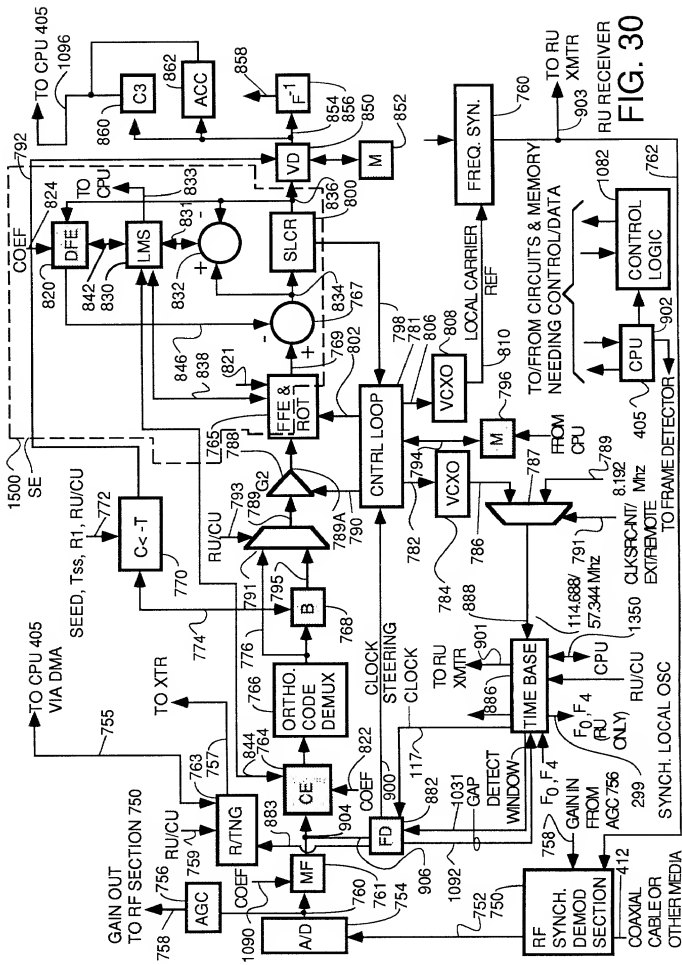 GAIN OUT
TO RF SECTION 750
758
756
AGC
COEF
1090
A/D
760
761
754
MF
904
906
1092
752
750
RF
SYNCH.
DEMOD
SECTION
412
COAXIAL
CABLE OR
OTHER MEDIA
758
GAIN IN
FROM
AGC 756
TO CPU 405
VIA DMA
755
RU/CU
759
763
R/TNG
757
TO XTR
883
844
764
CE
COEF
822
900
FD
882
1031
GAP
DETECT
WINDOW
117
CLOCK
STEERING
CLOCK
766
ORTHO.
CODE
DEMUX
776
774
B
768
795
791
SEED, Tss, R1, RU/CU
772
C<-T
770
RU/CU
793
789
G2
788
789A
790
1500
SE
765
FFE &
ROT
821
838
846
COEF
824
792
DFE
820
842
LMS
830
831
TO
CPU
833
832
+
-
-
+
834
767
769
802
SLCR
836
800
VD
850
M
852
854
F-1
856
858
C3
860
ACC
862
TO CPU 405
1096
CNTRL LOOP
798
781
806
VCXO
808
810
LOCAL CARRIER
REF
FREQ. SYN.
760
TO RU
XMTR
903
RU RECEIVER
FIG. 30
M
796
794
FROM
CPU
VCXO
782
784
786
787
789
8.192
Mhz
791
CLK SRC-INT/
EXT/REMOTE
888
114.688/
57.344 Mhz
TO RU
XMTR
901
886
TIME BASE
1350
CPU
RU/CU
F0, F4
(RU
ONLY)
299
F0, F4
SYNCH. LOCAL OSC
762
TO/FROM CIRCUITS & MEMORY
NEEDING CONTROL/DATA
CPU
405
902
CONTROL
LOGIC
1082
TO FRAME DETECTOR